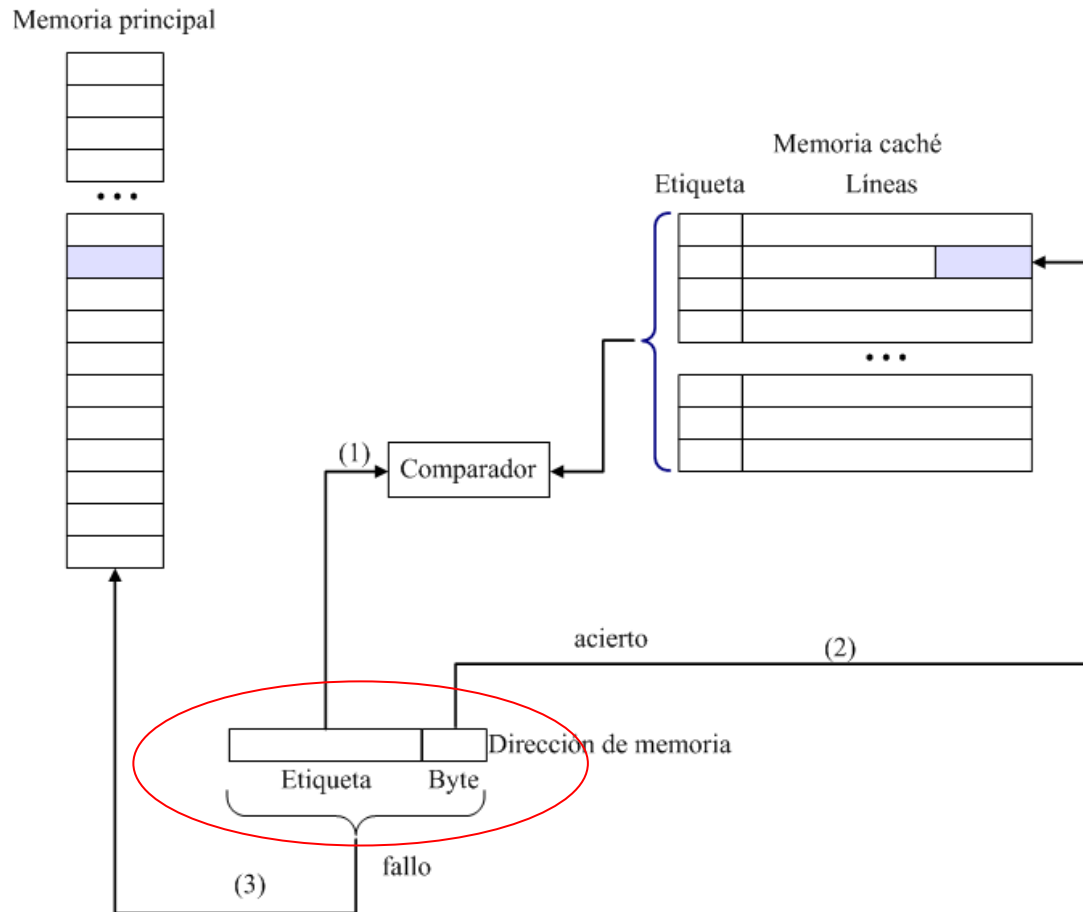 Memoria principal
Memoria caché
Etiqueta
Líneas
(1)
Comparador
acierto
(2)
Dirección de memoria
Etiqueta
Byte
fallo
(3)